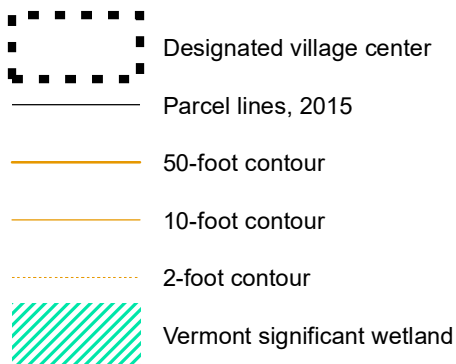 Designated village center
Parcel lines, 2015
50-foot contour
10-foot contour
2-foot contour
Vermont significant wetland